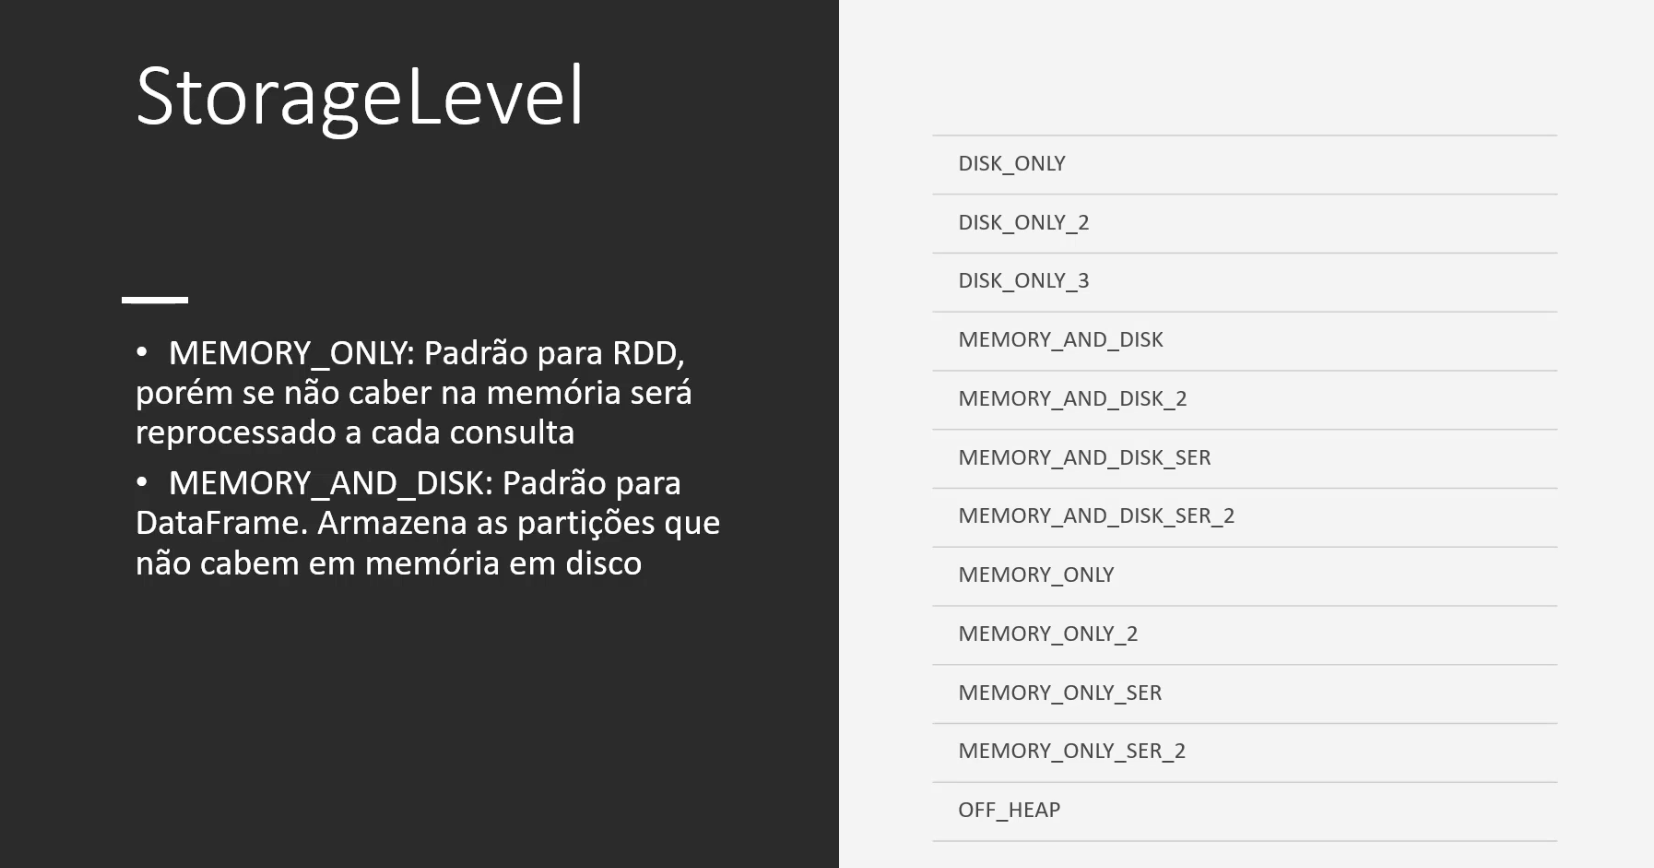 StorageLevel
• MEMORY_ONLY: Padrão para RDD,
porém se não caber na memória será
reprocessado a cada consulta
• MEMORY_AND_DISK: Padrão para
DataFrame. Armazena as partições que
não cabem em memória em disco
DISK_ONLY
DISK_ONLY_2
DISK_ONLY_3
MEMORY_AND_DISK
MEMORY_AND_DISK_2
MEMORY_AND_DISK_SER
MEMORY_AND_DISK_SER_2
MEMORY_ONLY
MEMORY_ONLY_2
MEMORY_ONLY_SER
MEMORY_ONLY_SER_2
OFF_HEAP